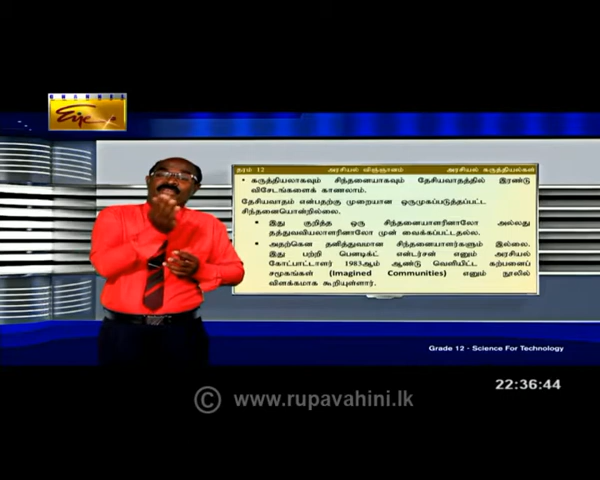 CHANNEL
Eye
தரம் 12 அரசியல் விஞ்ஞானம் அரசியல் கருத்தியல்கள்
• கருத்தியலாகவும் சிந்தனையாகவும் தேசியவாதத்தில் இரண்டு
விசேடங்களைக் காணலாம்.
தேசியவாதம் என்பதற்கு முறையான ஒருமுகப்படுத்தப்பட்ட
சிந்தனையொன்றில்லை.
• இது குறித்த ஒரு சிந்தனையாளரினாலோ அல்லது
தத்துவவியலாளரினாலோ முன் வைக்கப்பட்டதல்ல.
• அதற்கென தனித்துவமான சிந்தனையாளர்களும் இல்லை.
இது பற்றி பெனடிக்ட் என்டர்சன் எனும் அரசியல்
கோட்பாட்டாளர் 1983ஆம் ஆண்டு வெளியிட்ட கற்பனைப்
சமூகங்கள் (Imagined Communities) எனும் நூலில்
விளக்கமாக கூறியுள்ளார்.
Grade 12 - Science For Technology
22:36:44
© www.rupavahini.lk